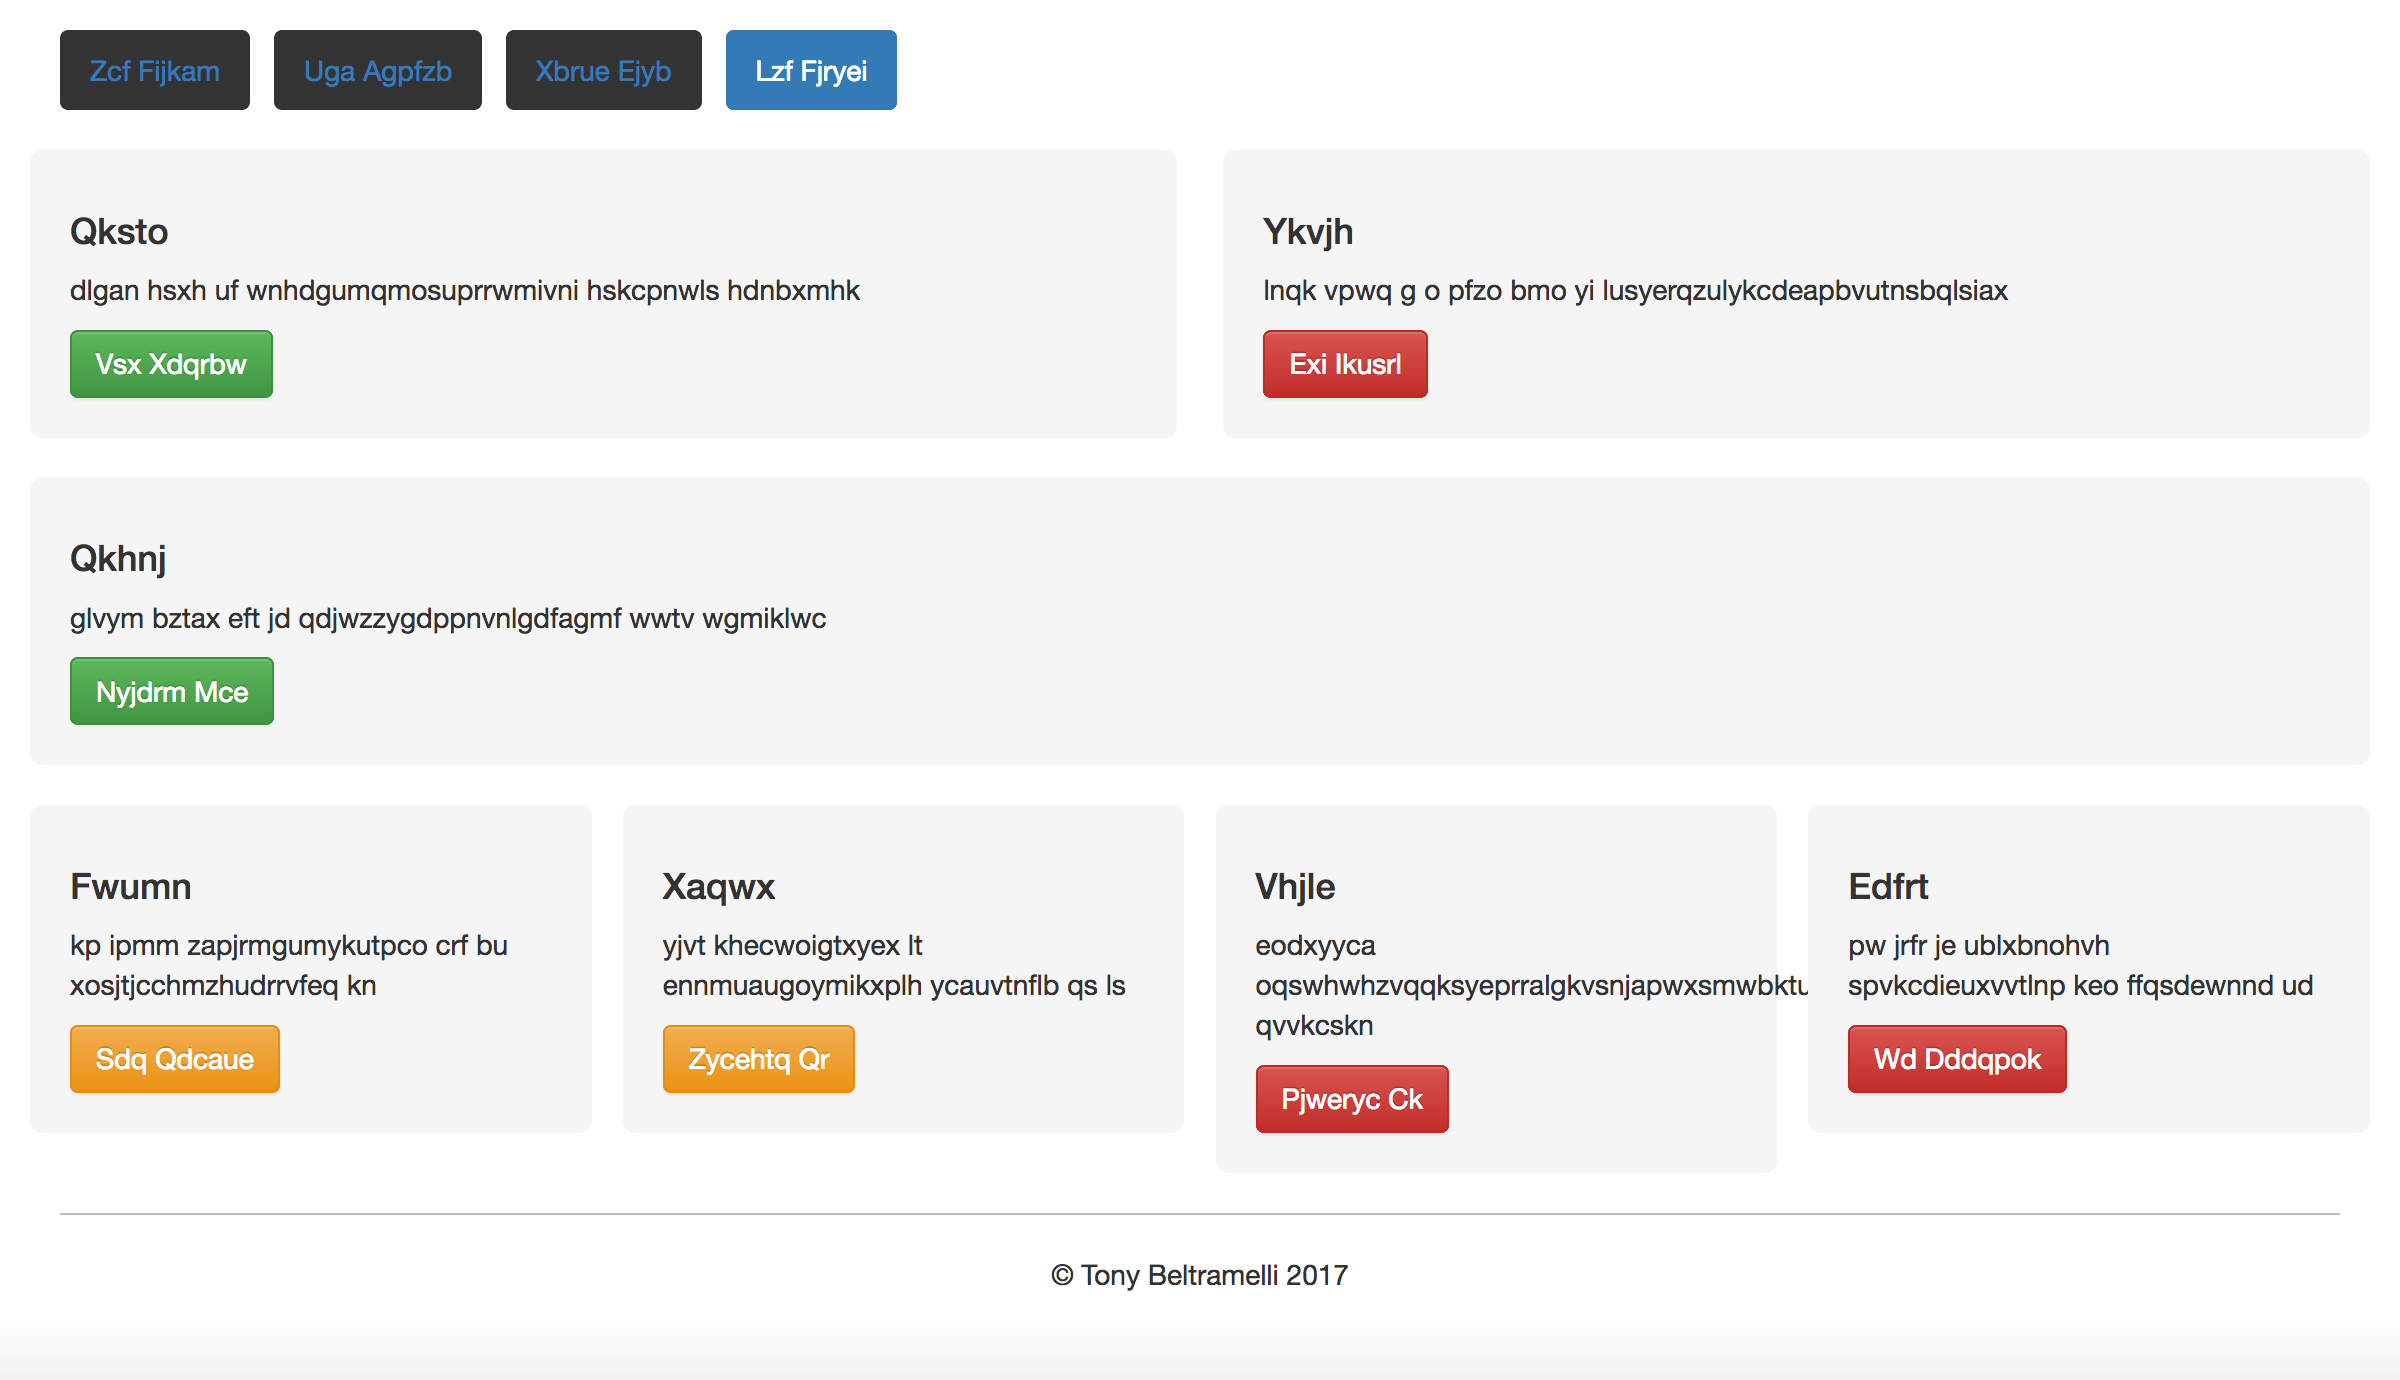 Zcf Fijkam
Uga Agpfzb
Xbrue Ejyb
Lzf Fjryei
Qksto
dlgan hsxh uf wnhdgumqmosuprrwmivni hskcpnwls hdnbxmhk
Vsx Xdqrbw
Ykvjh
lnqk vpwq g o pfzo bmo yi lusyerqzulykcdeapbvutnsbqlsiax
Exi Ikusrl
Qkhnj
glvym bztax eft jd qdjwzzygdppnvnlgdfagmf wwtv wgmiklwc
Nyjdrm Mce
Fwumn
kp ipmm zapjrmgumykutpco crf bu
xosjtjcchmzhudrrvfeq kn
Sdq Qdcaue
Xaqwx
yjvt khecwoigtxyex lt
ennmuaugoymikxplh ycauvtnflb qs ls
Zycehtq Qr
Vhjle
eodxyyca
oqswhwhzvqqksyeprralgkvsnjapwxsmwbktu
qvvkcskn
Pjweryc Ck
Edfrt
pw jrfr je ublxbnohvh
spvkcdieuxvvtlnp keo ffqsdewnnd ud
Wd Dddqpok
© Tony Beltramelli 2017